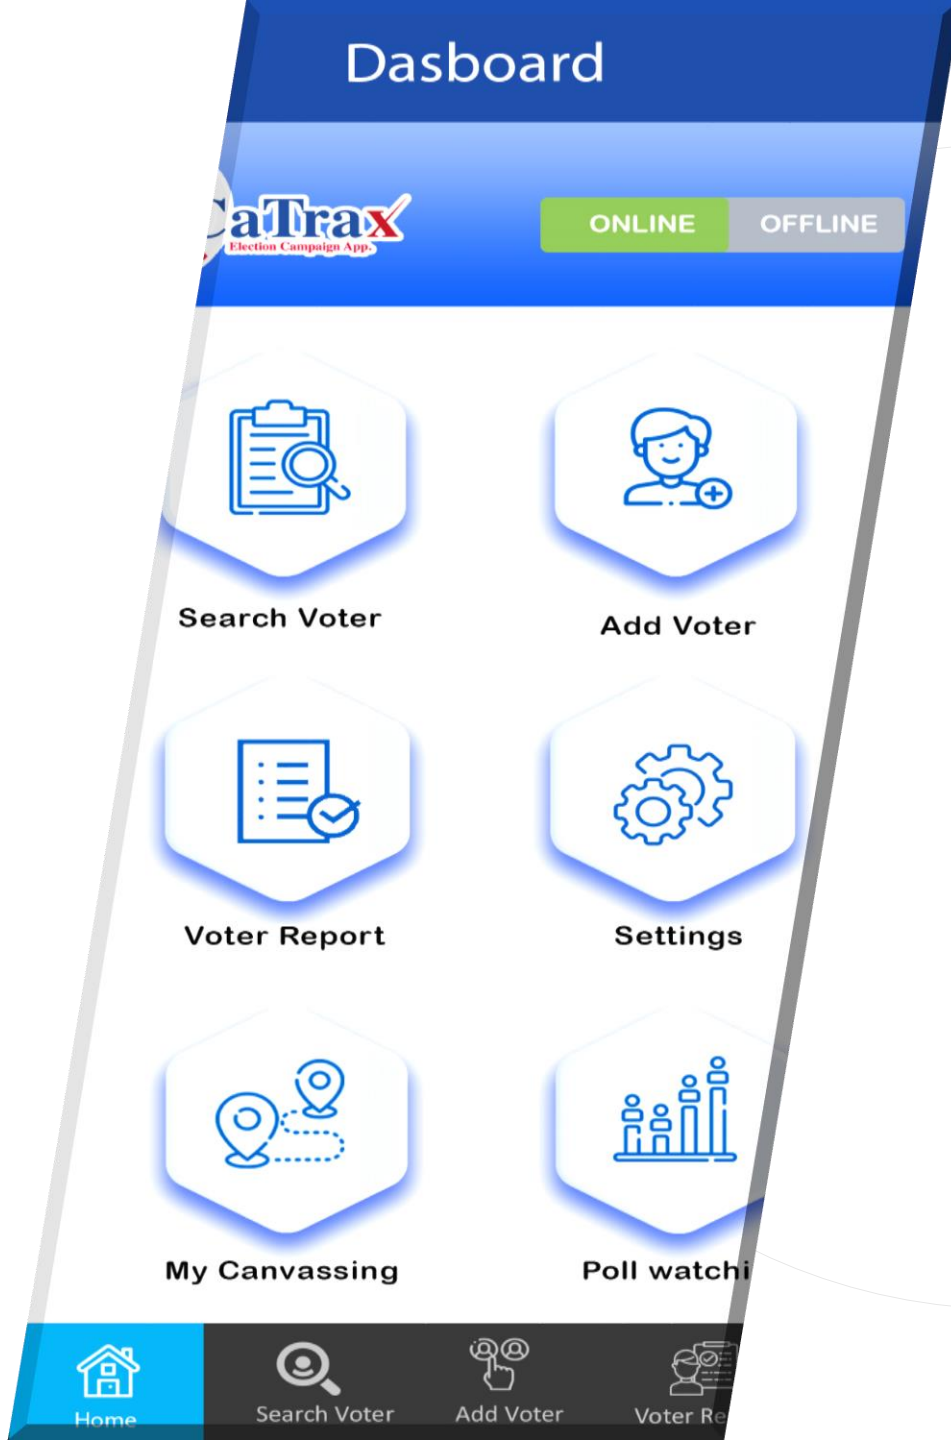 Dasboard
CaTrax
Election Campaign App.
ONLINE OFFLINE
Search Voter Add Voter
Voter Report Settings
My Canvassing Poll watchi
Home Search Voter Add Voter Voter Re